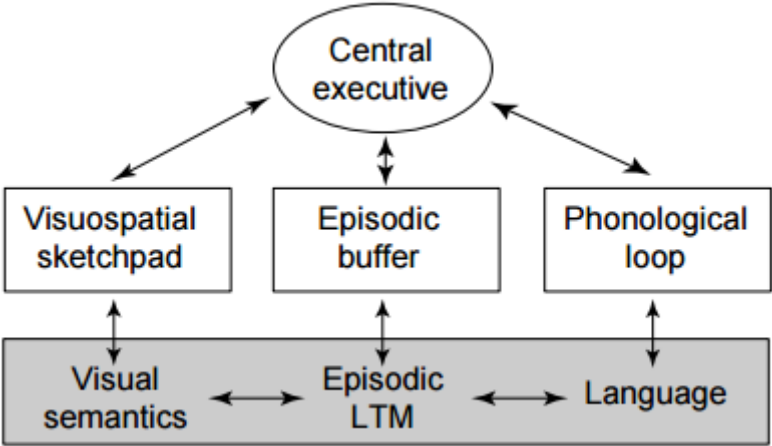 Central
executive
Visuospatial
sketchpad
Episodic
buffer
Phonological
loop
Visual
semantics
Episodic
LTM
Language